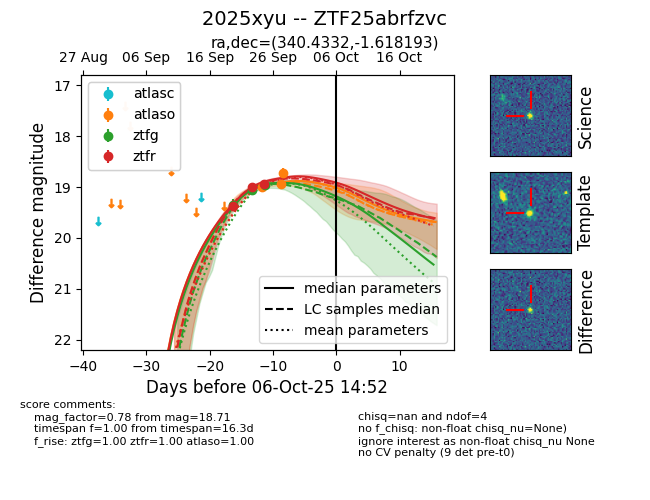 2025xyu -- ZTF25abrfzvc
ra,dec=(340.4332,-1.618193)
27 Aug 06 Sep 16 Sep 26 Sep 06 Oct 16 Oct
17
18
19
20
21
22
Difference magnitude
atlasc
atlaso
ztfg
ztfr
median parameters
LC samples median
mean parameters
−40 −30 −20 −10 0 10
Days before 06-Oct-25 14:52
Science
Template
Difference
score comments:
mag_factor=0.78 from mag=18.71
timespan f=1.00 from timespan=16.3d
f_rise: ztfg=1.00 ztfr=1.00 atlaso=1.00
chisq=nan and ndof=4
no f_chisq: non-float chisq_nu=None)
ignore interest as non-float chisq_nu None
no CV penalty (9 det pre-t0)